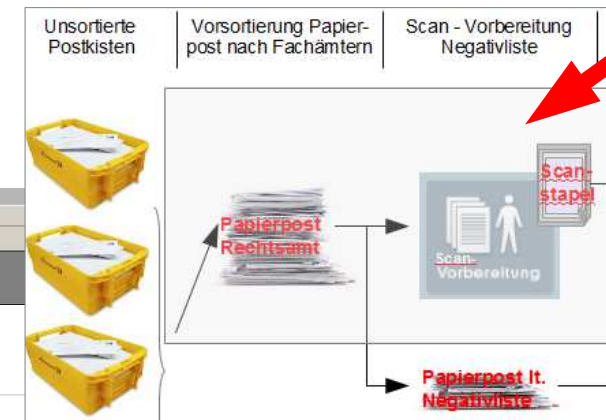 Unsortierte
Postkisten
Vorsortierung Papier-
post nach Fachämtern
Scan - Vorbereitung
Negativliste
Papierpost
Rechtsamt
Scan-
stapel
Scan-
Vorbereitung
Papierpost lt.
Negativliste